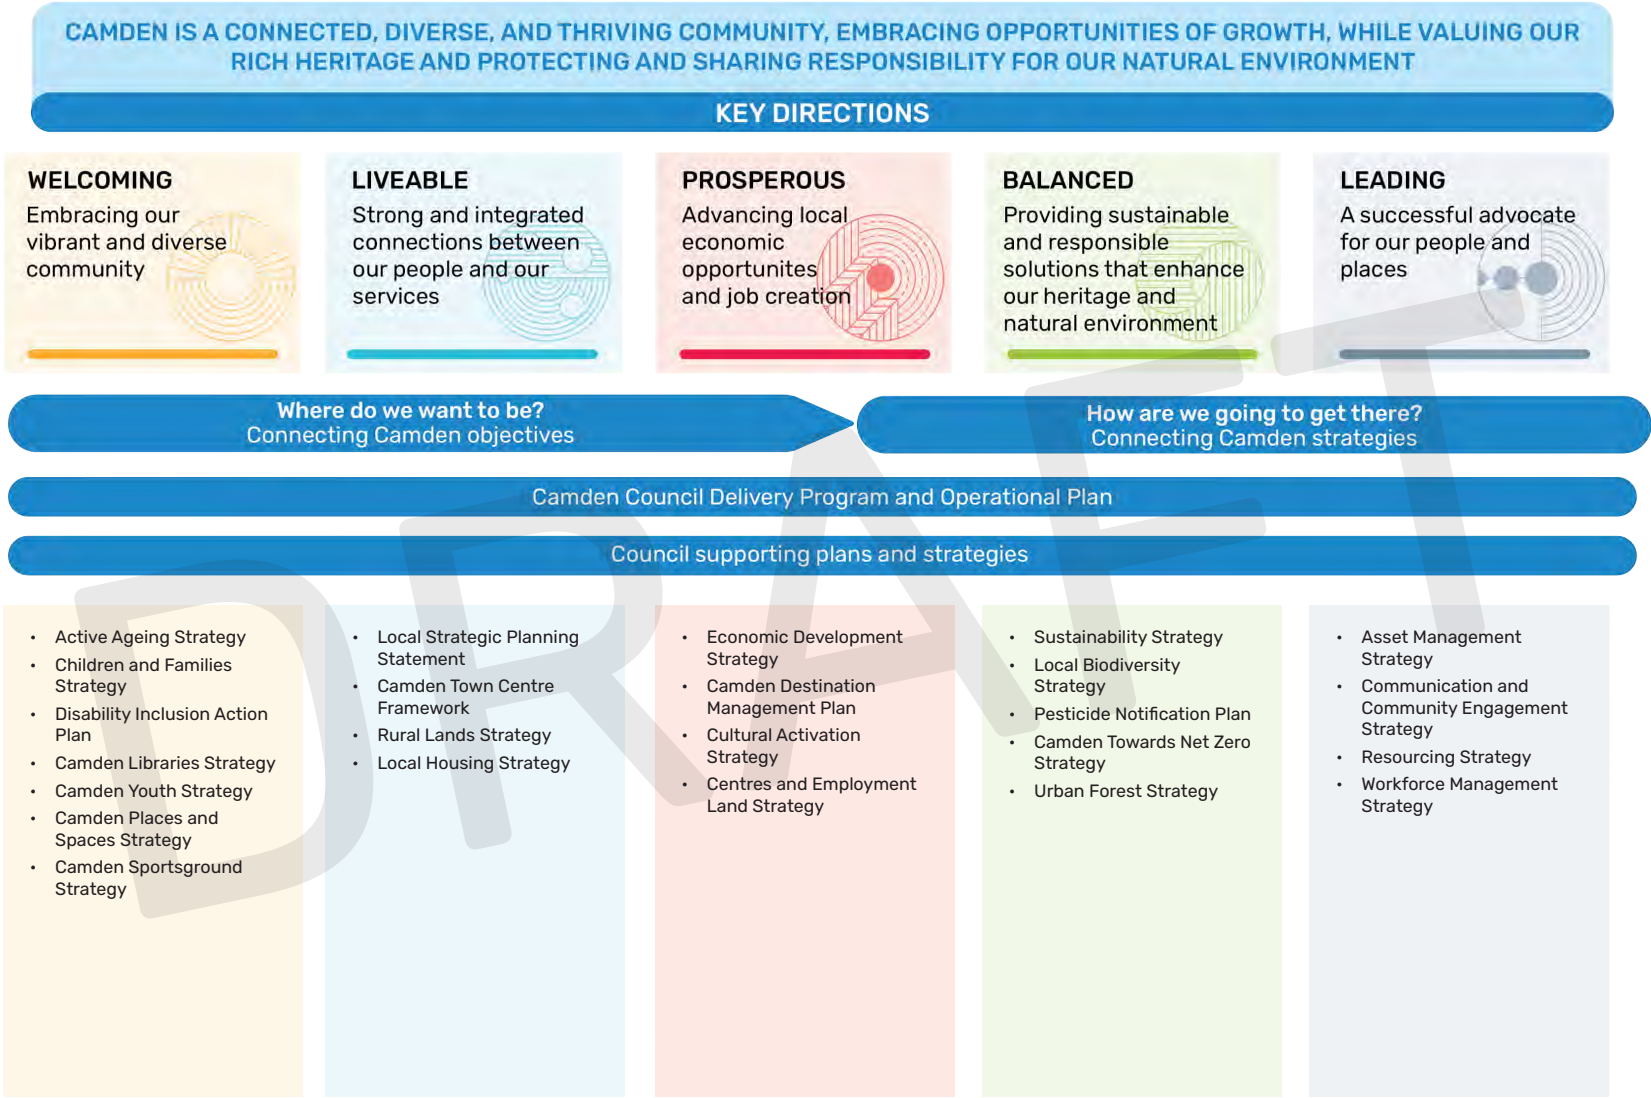 CAMDEN IS A CONNECTED, DIVERSE, AND THRIVING COMMUNITY, EMBRACING OPPORTUNITIES OF GROWTH, WHILE VALUING OUR
RICH HERITAGE AND PROTECTING AND SHARING RESPONSIBILITY FOR OUR NATURAL ENVIRONMENT
KEY DIRECTIONS
WELCOMING
Embracing our
vibrant and diverse
community
LIVEABLE
Strong and integrated
connections between
our people and our
services
PROSPEROUS
Advancing local
economic
opportunites
and job creation
BALANCED
Providing sustainable
and responsible
solutions that enhance
our heritage and
natural environment
LEADING
A successful advocate
for our people and
places
Where do we want to be?
Connecting Camden objectives
How are we going to get there?
Connecting Camden strategies
Camden Council Delivery Program and Operational Plan
Council supporting plans and strategies
• Active Ageing Strategy
• Children and Families
Strategy
• Disability Inclusion Action
Plan
• Camden Libraries Strategy
• Camden Youth Strategy
• Camden Places and
Spaces Strategy
• Camden Sportsground
Strategy
• Local Strategic Planning
Statement
• Camden Town Centre
Framework
• Rural Lands Strategy
• Local Housing Strategy
• Economic Development
Strategy
• Camden Destination
Management Plan
• Cultural Activation
Strategy
• Centres and Employment
Land Strategy
• Sustainability Strategy
• Local Biodiversity
Strategy
• Pesticide Notification Plan
• Camden Towards Net Zero
Strategy
• Urban Forest Strategy
• Asset Management
Strategy
• Communication and
Community Engagement
Strategy
• Resourcing Strategy
• Workforce Management
Strategy
DRAFT